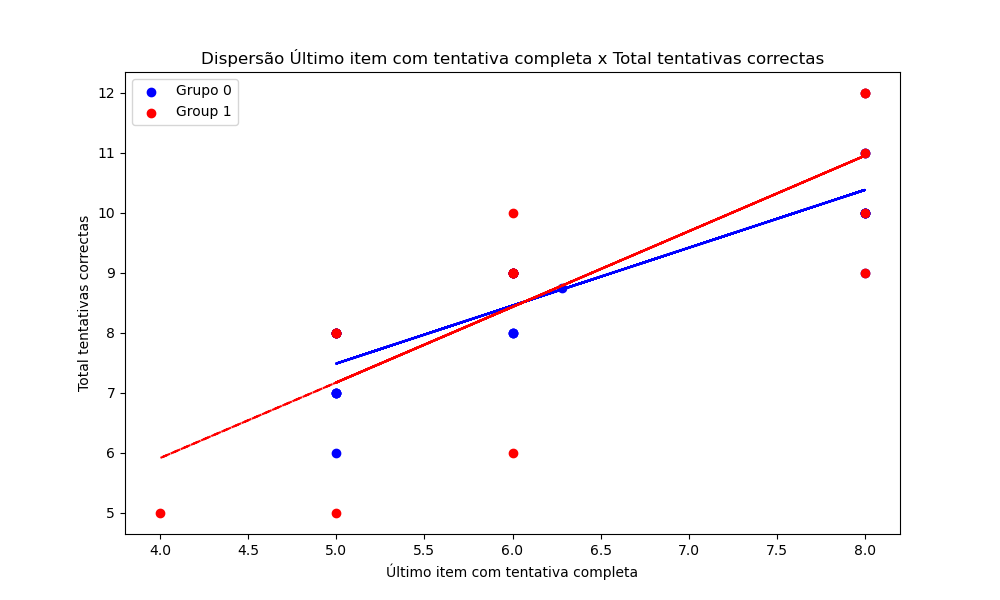 Dispersão Último item com tentativa completa x Total tentativas correctas
Grupo 0
Group 1
Total tentativas correctas
12
11
10
9
8
7
6
5
4.0 4.5 5.0 5.5 6.0 6.5 7.0 7.5 8.0
Último item com tentativa completa